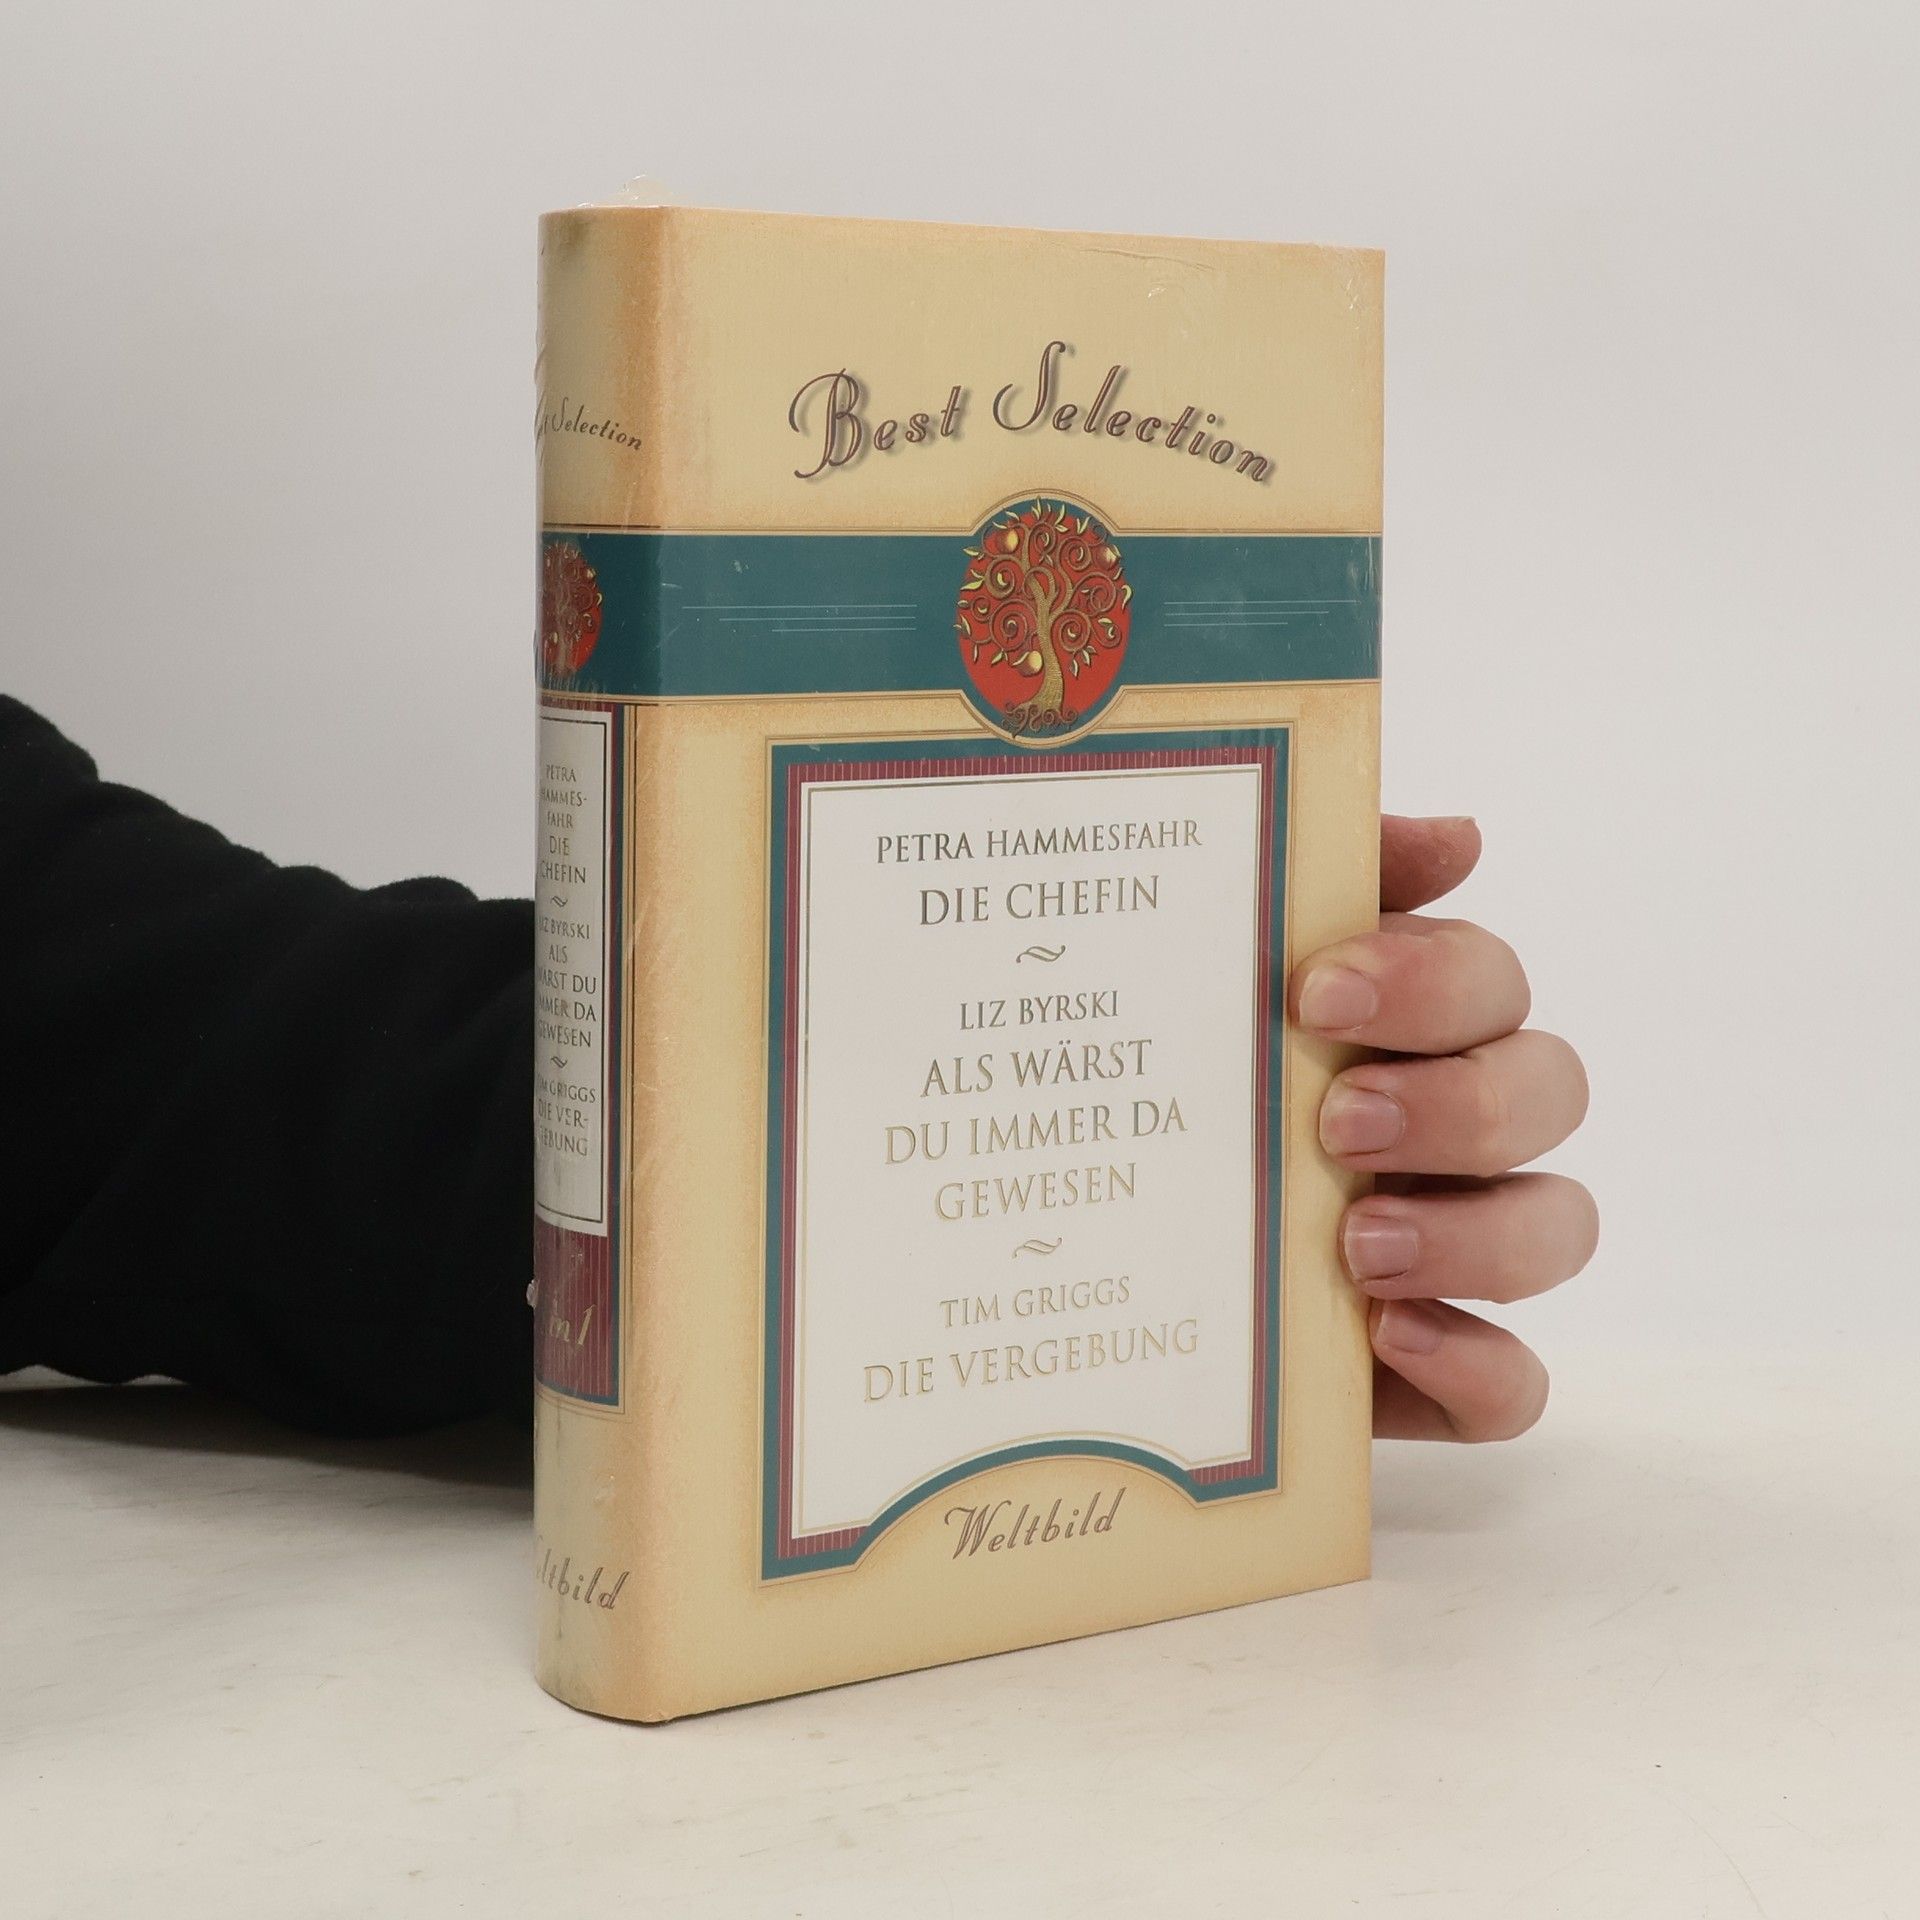 Best Selection
PETRA HAMMESFAHR
DIE CHEFIN
LIZ BYRSKI
ALS WÄRST
DU IMMER DA
GEWESEN
TIM GRIGGS
DIE VERGEBUNG
Weltbild
Selection
PETRA
HAMMES-
FAHR
DIE
CHEFIN
LIZ BYRSKI
ALS
WÄRST DU
IMMER DA
GEWESEN
TIM GRIGGS
DIE VER-
GEBUNG
in 1
Weltbild